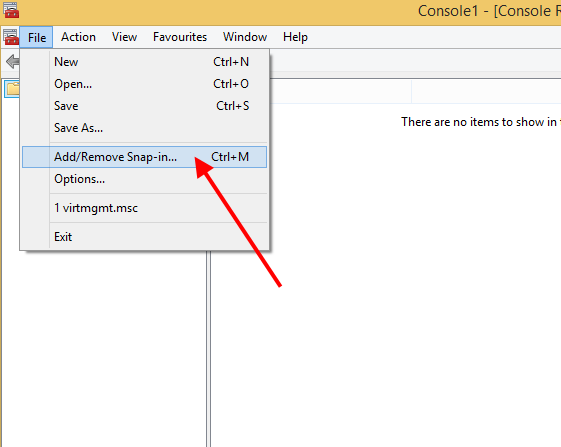 Console1 - [Console R
File Action View Favourites Window Help
New Ctrl+N
Open... Ctrl+O
Save Ctrl+S
Save As...
Add/Remove Snap-in... Ctrl+M
Options...
1 virtmgmt.msc
Exit
There are no items to show in